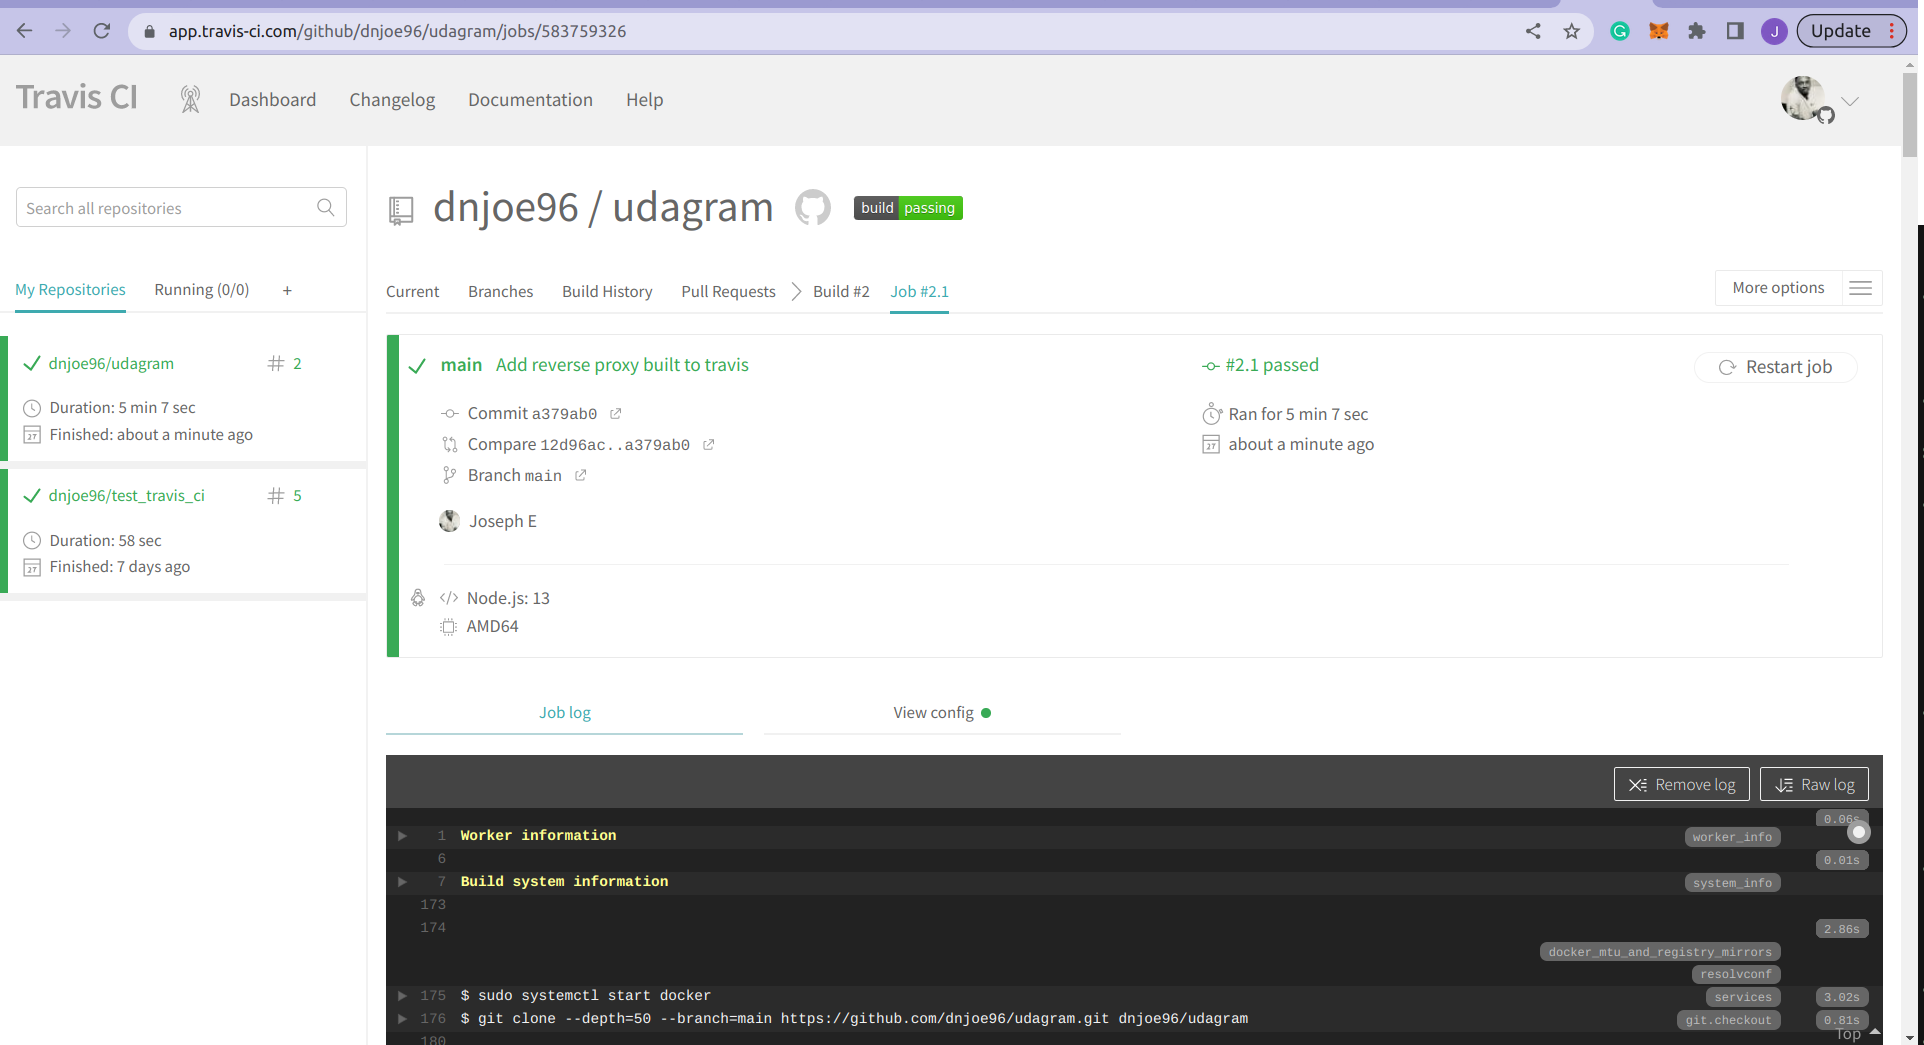 app.travis-ci.com/github/dnjoe96/udagram/jobs/583759326
G
J
Update
Travis CI
Dashboard
Changelog
Documentation
Help
Search all repositories
dnjoe96 / udagram
build passing
My Repositories
Running (0/0)
+
Current
Branches
Build History
Pull Requests
Build #2
Job #2.1
More options
dnjoe96/udagram
# 2
Duration: 5 min 7 sec
27
Finished: about a minute ago
dnjoe96/test_travis_ci
# 5
Duration: 58 sec
27
Finished: 7 days ago
main Add reverse proxy built to travis
#2.1 passed
Restart job
Commit a379ab0
Ran for 5 min 7 sec
Compare 12d96ac..a379ab0
27
about a minute ago
Branch main
Joseph E
</> Node.js: 13
AMD64
Job log
View config
Remove log
Raw log
0.06s
1 Worker information
worker_info
6
0.01s
7 Build system information
system_info
173
174
2.86s
docker_mtu_and_registry_mirrors
resolvconf
175 $ sudo systemctl start docker
services
3.02s
176 $ git clone --depth=50 --branch=main https://github.com/dnjoe96/udagram.git dnjoe96/udagram
git.checkout
0.81s
Top
180